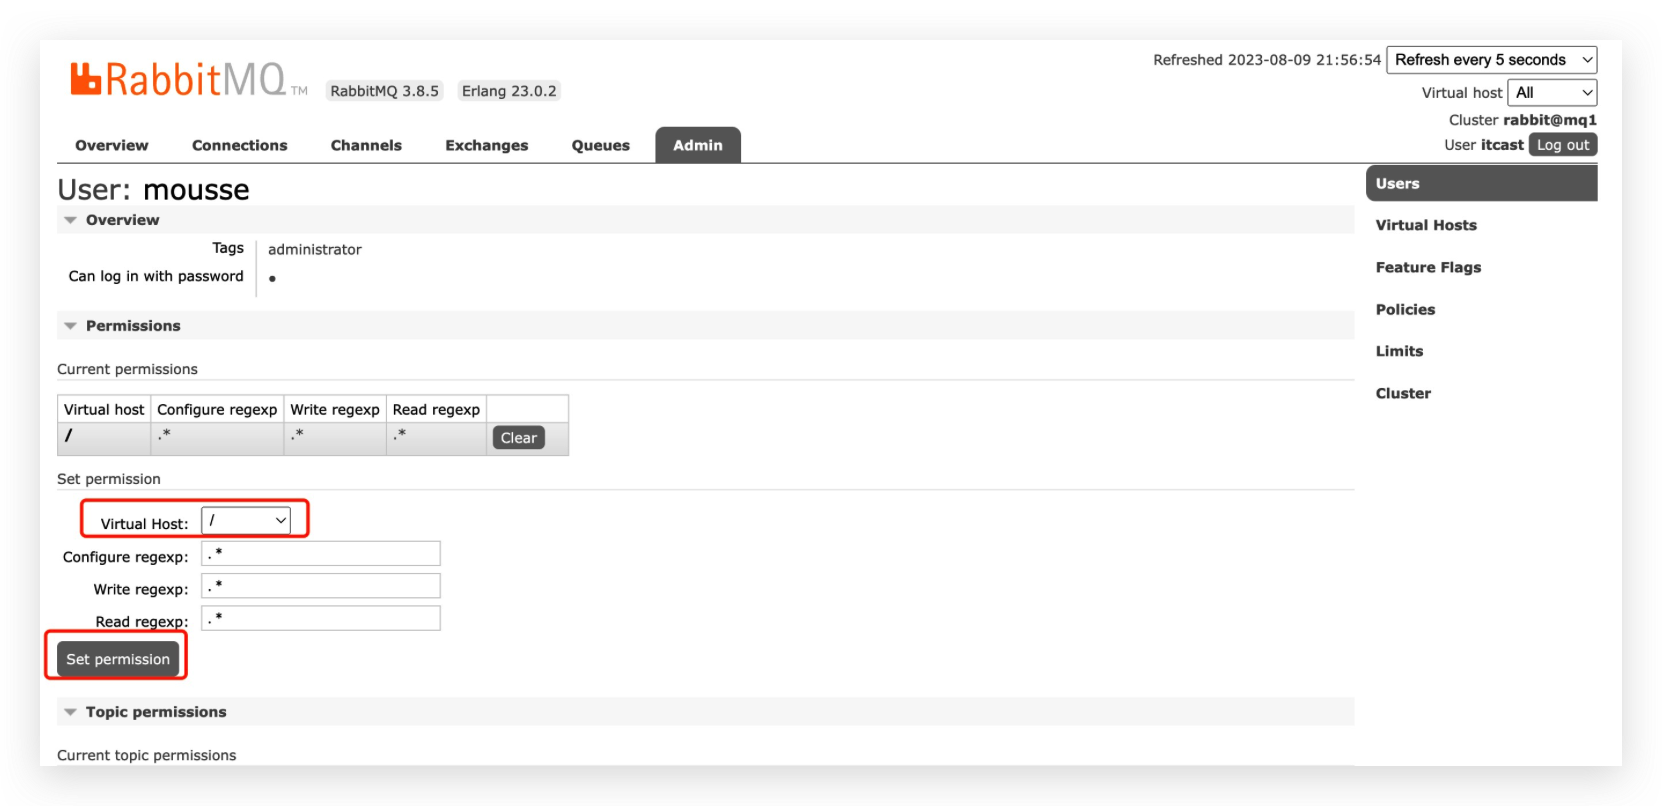 Refreshed 2023-08-09 21:56:54 Refresh every 5 seconds
RabbitMQ TM RabbitMQ 3.8.5 Erlang 23.0.2
Virtual host All
Cluster rabbit@mq1
User itcast Log out
Overview Connections Channels Exchanges Queues Admin
User: mousse
Overview
Tags administrator
Can log in with password •
Permissions
Current permissions
Virtual host Configure regexp Write regexp Read regexp
/ .* .* .* Clear
Set permission
Virtual Host: /
Configure regexp: .*
Write regexp: .*
Read regexp: .*
Set permission
Topic permissions
Current topic permissions
Users
Virtual Hosts
Feature Flags
Policies
Limits
Cluster